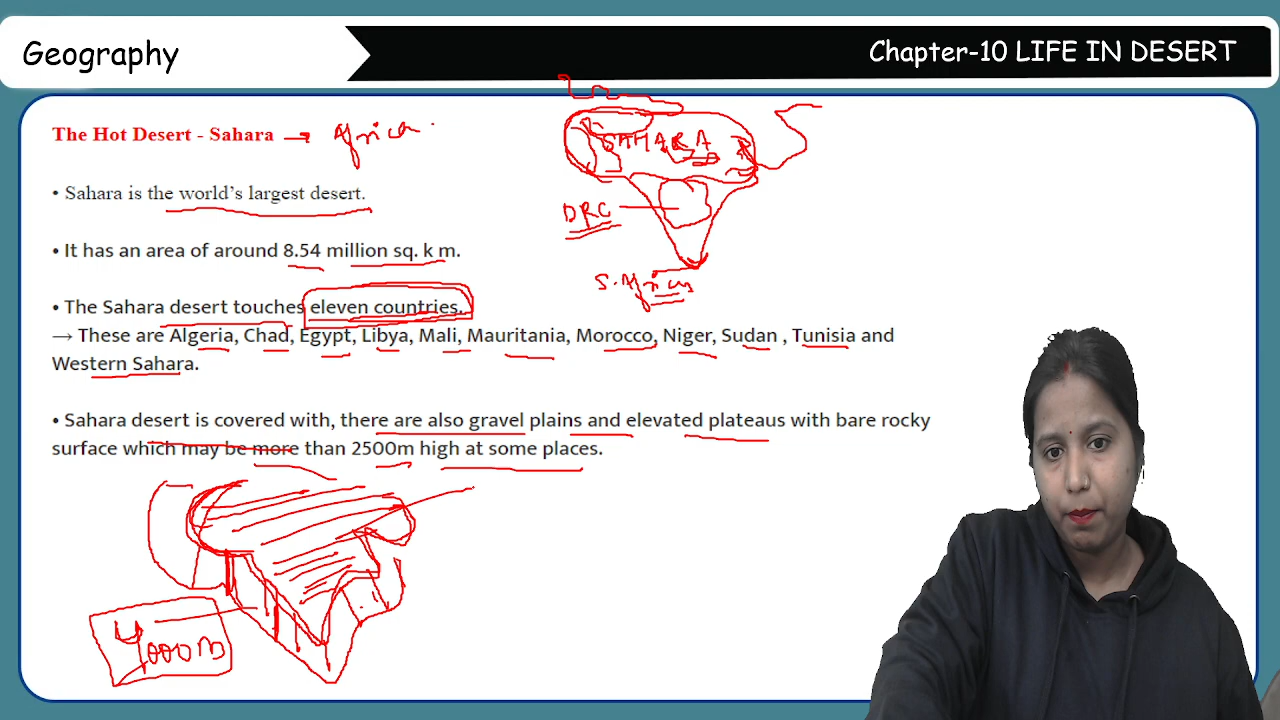 Geography
Chapter-10 LIFE IN DESERT
The Hot Desert - Sahara → Africa.
SAHARA
• Sahara is the world's largest desert.
DRC
• It has an area of around 8.54 million sq. k m.
S. Africa
• The Sahara desert touches eleven countries.
→ These are Algeria, Chad, Egypt, Libya, Mali, Mauritania, Morocco, Niger, Sudan , Tunisia and
Western Sahara.
• Sahara desert is covered with, there are also gravel plains and elevated plateaus with bare rocky
surface which may be more than 2500m high at some places.
4000m